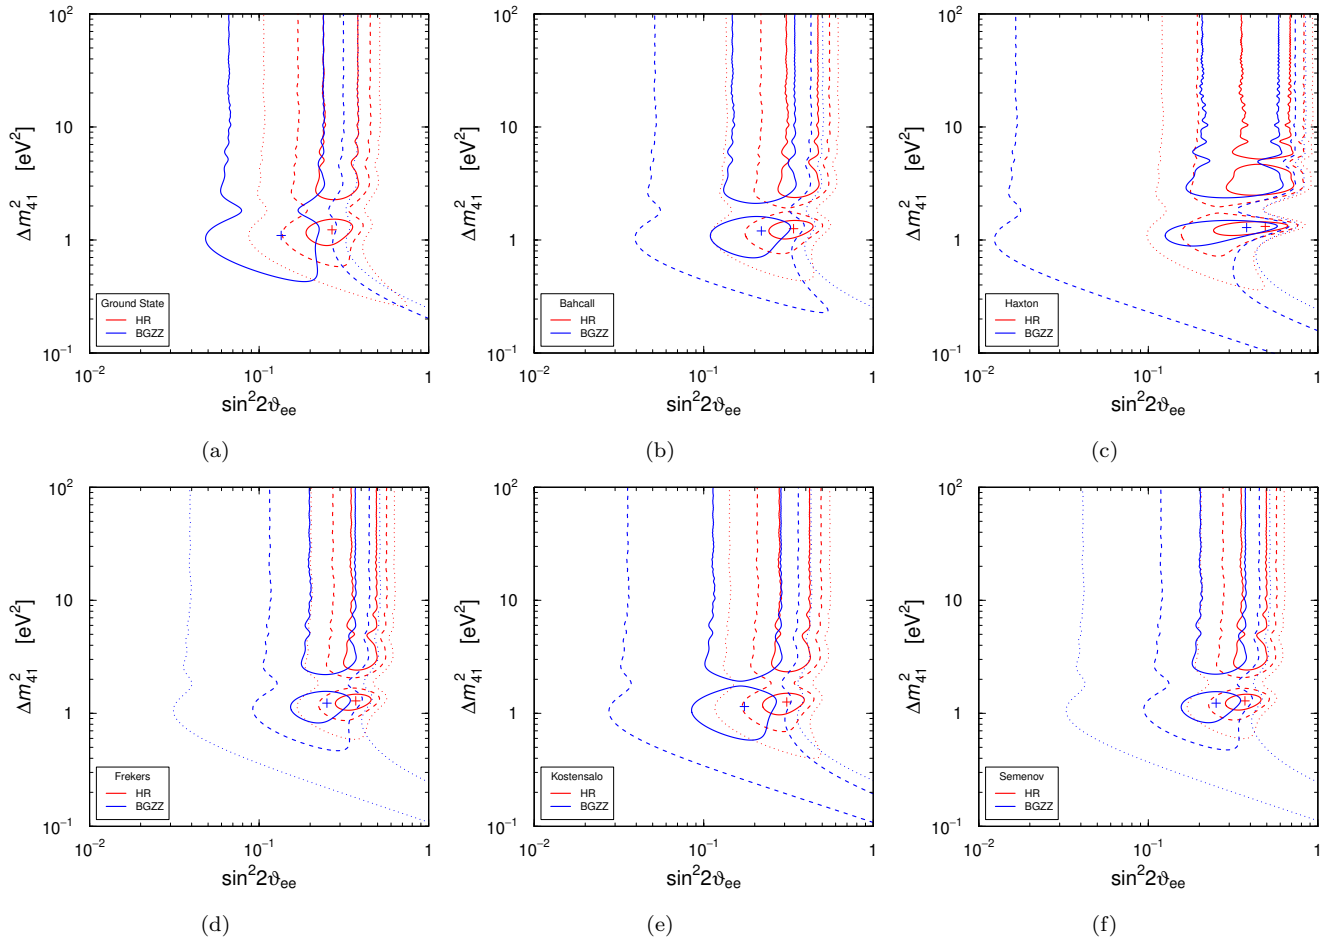 10²
10
1
10⁻¹
10⁻²
10⁻¹
1
Δm²₄₁ [eV²]
sin²2ϑee
Ground State
HR
BGZZ
(a)
10²
10
1
10⁻¹
10⁻²
10⁻¹
1
Δm²₄₁ [eV²]
sin²2ϑee
Bahcall
HR
BGZZ
(b)
10²
10
1
10⁻¹
10⁻²
10⁻¹
1
Δm²₄₁ [eV²]
sin²2ϑee
Haxton
HR
BGZZ
(c)
10²
10
1
10⁻¹
10⁻²
10⁻¹
1
Δm²₄₁ [eV²]
sin²2ϑee
Frekers
HR
BGZZ
(d)
10²
10
1
10⁻¹
10⁻²
10⁻¹
1
Δm²₄₁ [eV²]
sin²2ϑee
Kostensalo
HR
BGZZ
(e)
10²
10
1
10⁻¹
10⁻²
10⁻¹
1
Δm²₄₁ [eV²]
sin²2ϑee
Semenov
HR
BGZZ
(f)